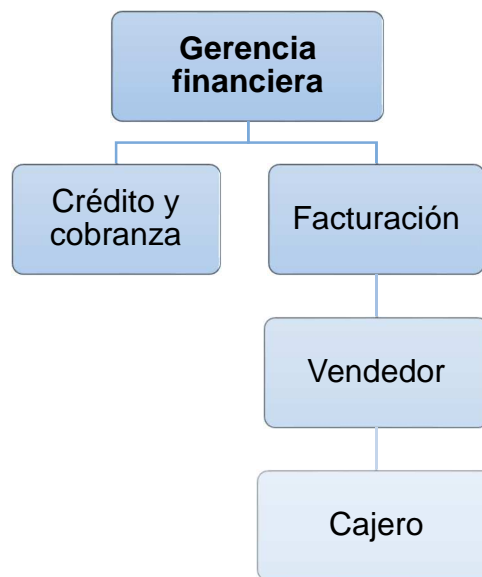 Gerencia
financiera
Crédito y
cobranza
Facturación
Vendedor
Cajero